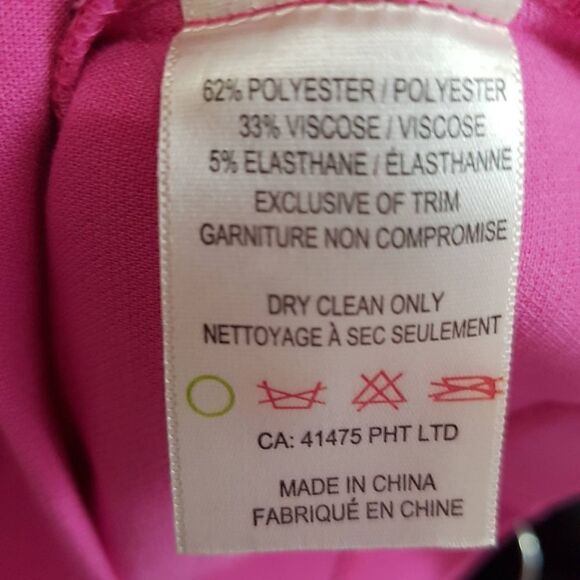 62% POLYESTER / POLYESTER
33% VISCOSE / VISCOSE
5% ELASTHANE / ÉLASTHANNE
EXCLUSIVE OF TRIM
GARNITURE NON COMPROMISE
DRY CLEAN ONLY
NETTOYAGE À SEC SEULEMENT
CA: 41475 PHT LTD
MADE IN CHINA
FABRIQUÉ EN CHINE